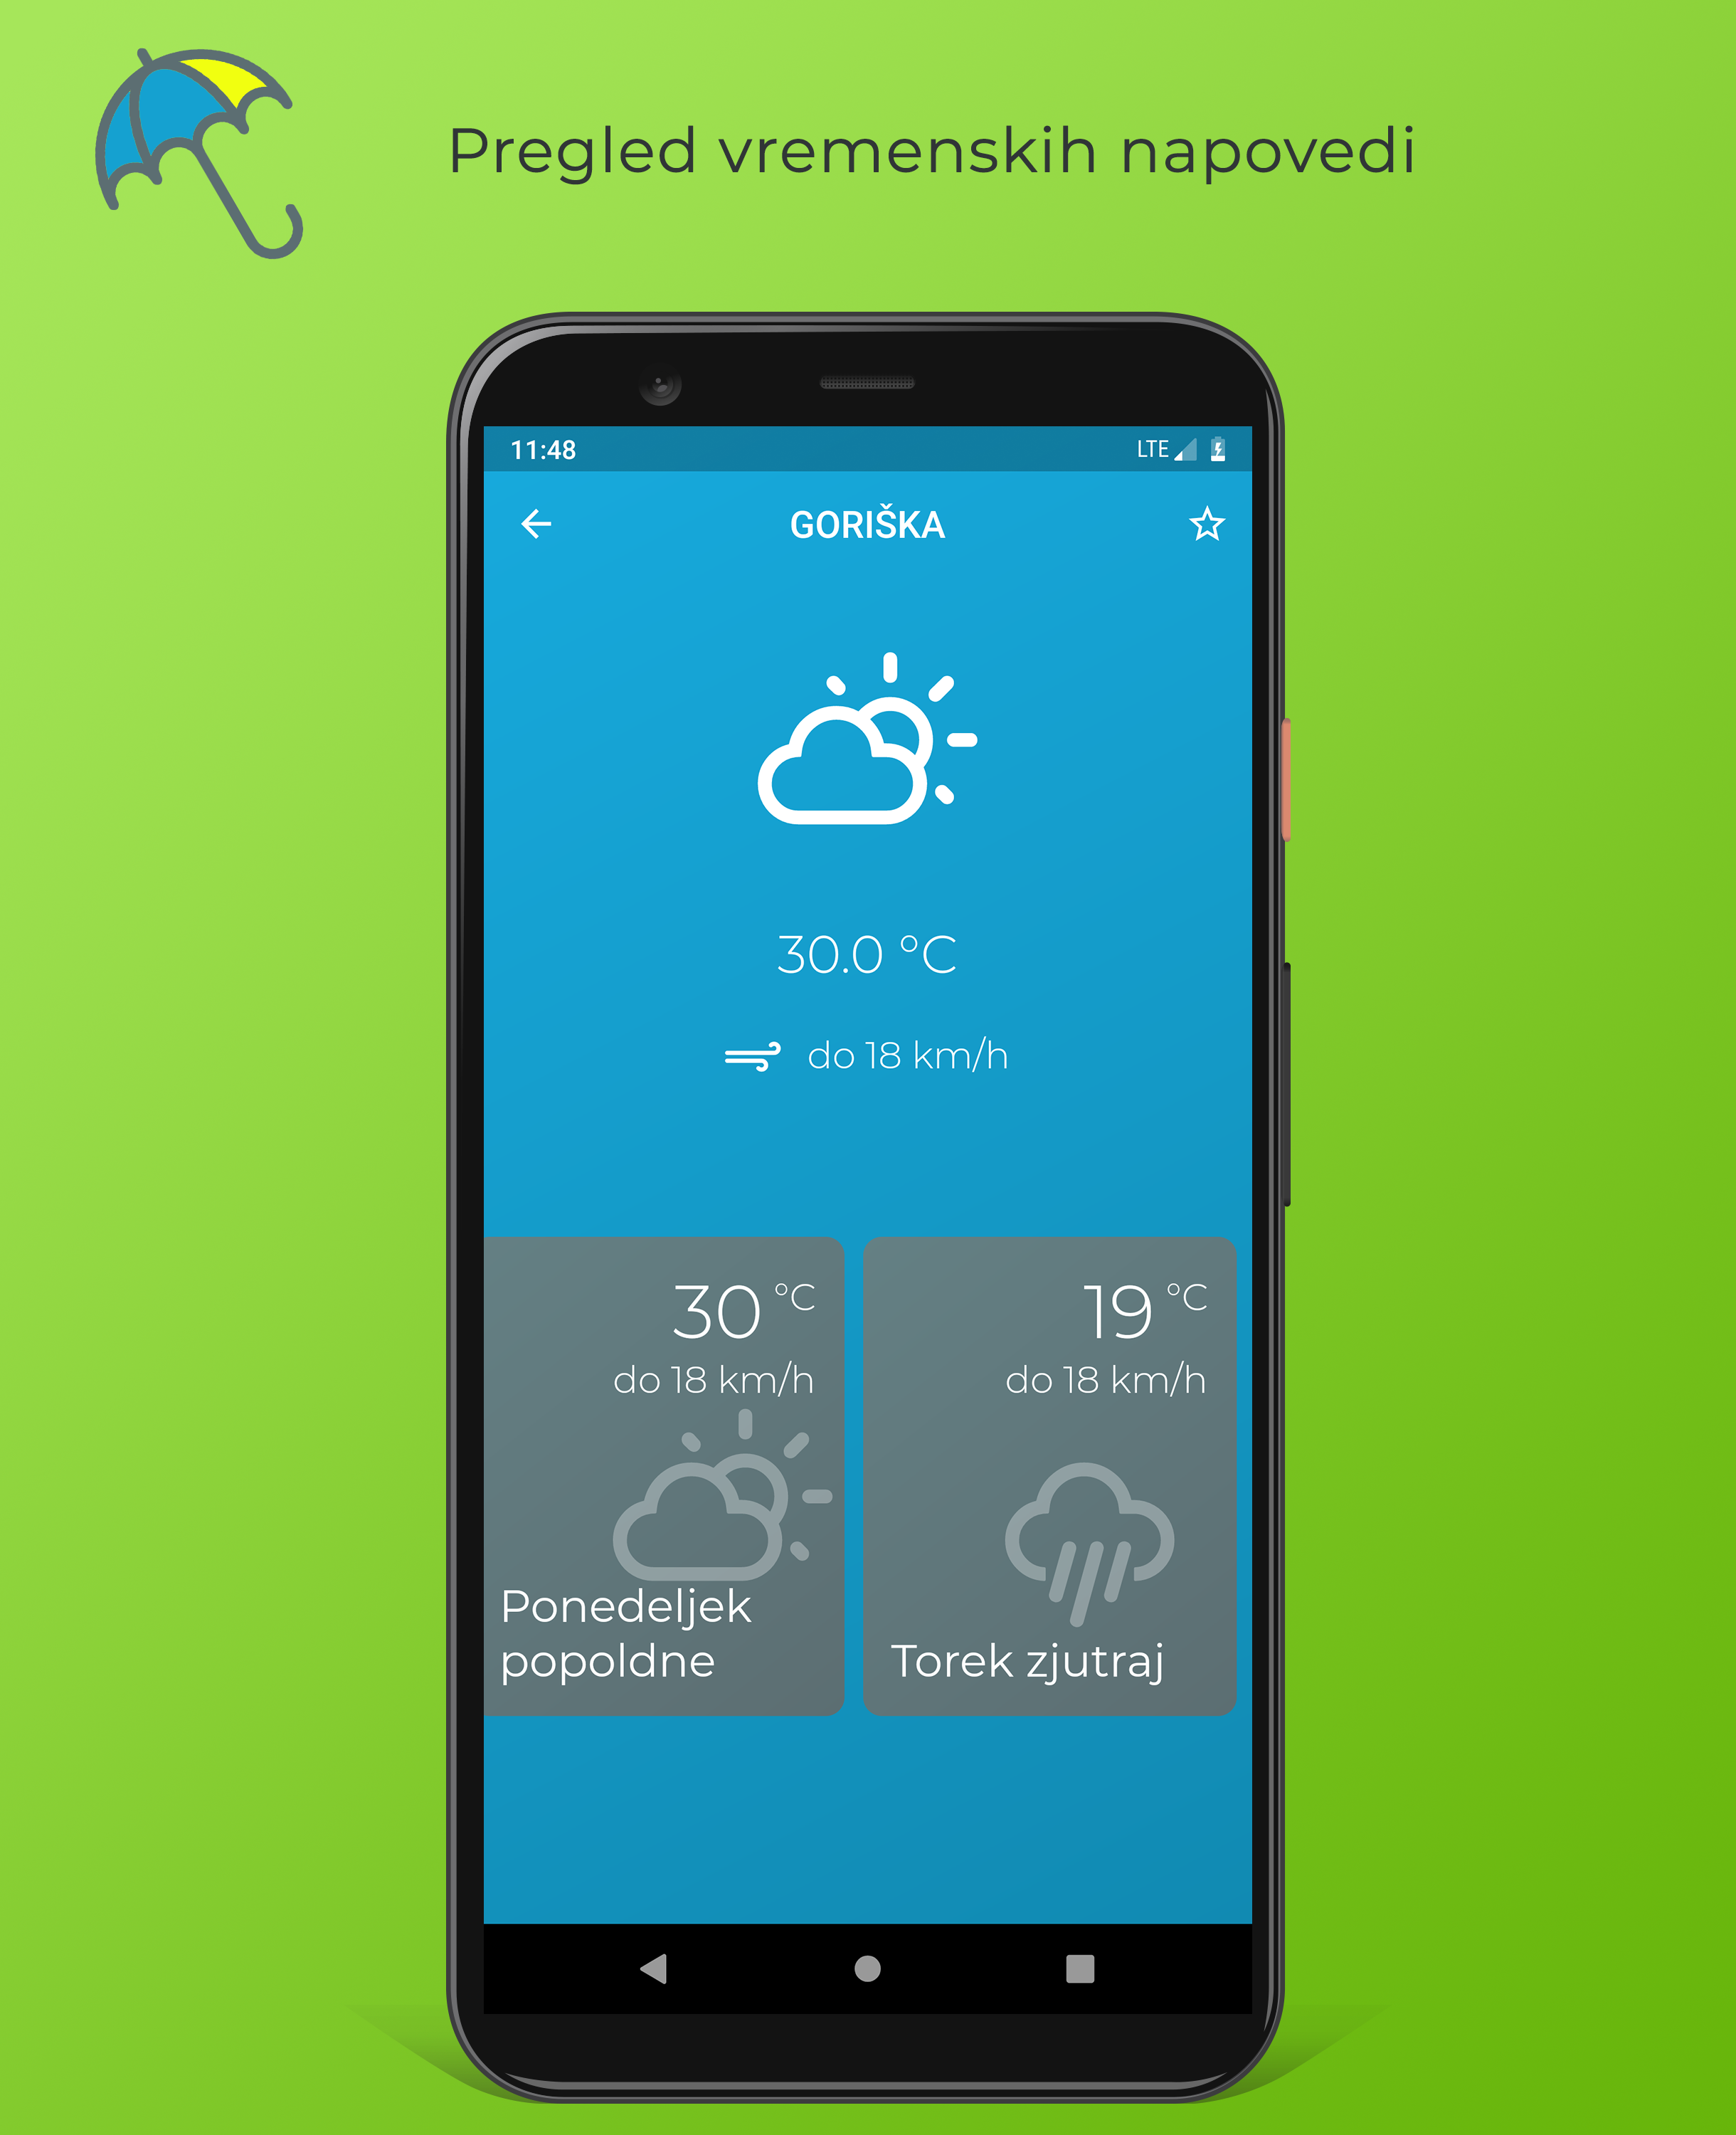 Pregled vremenskih napovedi
11:48 LTE
GORIŠKA
30.0 °C
do 18 km/h
30 °C
do 18 km/h
Ponedeljek
popoldne
19 °C
do 18 km/h
Torek zjutraj